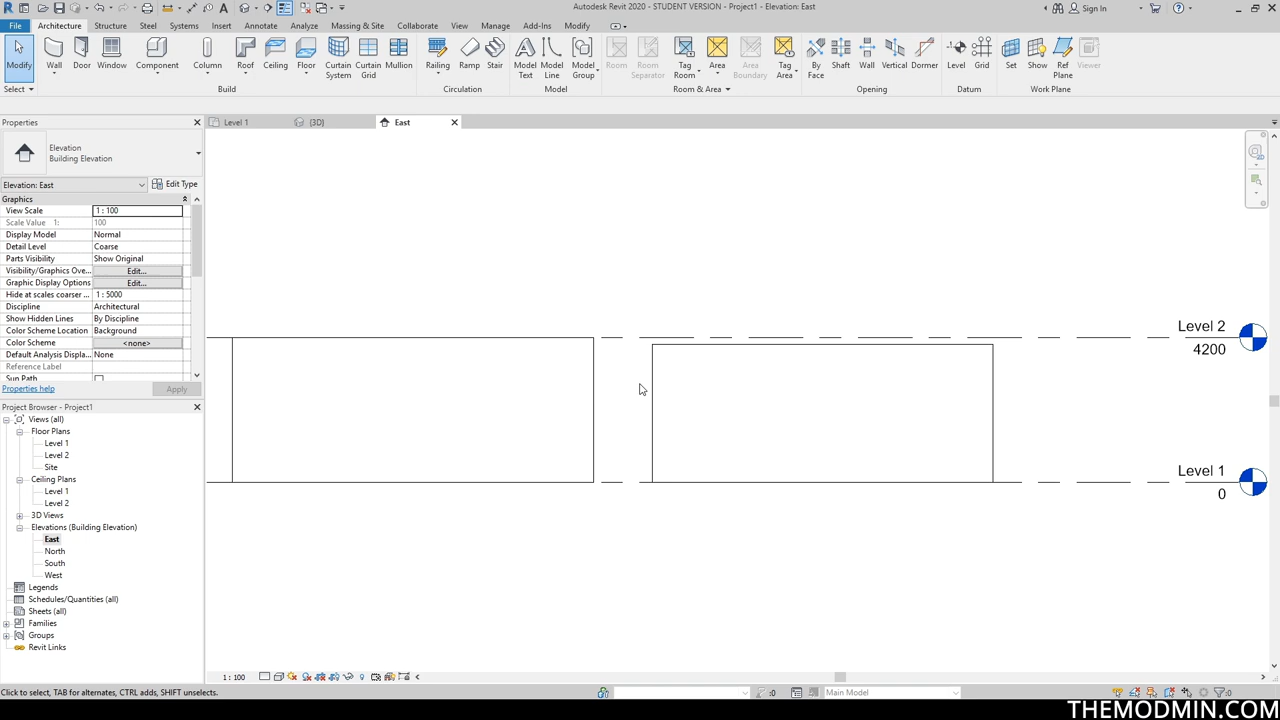 Autodesk Revit 2020 - STUDENT VERSION - Project1 - Elevation: East
Sign In
File Architecture Structure Steel Systems Insert Annotate Analyze Massing & Site Collaborate View Manage Add-Ins Modify
Modify Wall Door Window Component Column Roof Ceiling Floor Curtain System Curtain Grid Mullion Railing Ramp Stair Model Text Model Line Model Group Room Room Separator Tag Room Area Area Boundary Tag Area By Face Shaft Wall Vertical Dormer Level Grid Set Show Ref Plane Viewer
Select Build Circulation Model Room & Area Opening Datum Work Plane
Properties
Level 1 {3D} East
Elevation
Building Elevation
Elevation: East Edit Type
Graphics
View Scale 1 : 100
Scale Value 1: 100
Display Model Normal
Detail Level Coarse
Parts Visibility Show Original
Visibility/Graphics Ove... Edit...
Graphic Display Options Edit...
Hide at scales coarser ... 1 : 5000
Discipline Architectural
Show Hidden Lines By Discipline
Color Scheme Location Background
Color Scheme <none>
Default Analysis Displa... None
Reference Label
Sun Path
Properties help Apply
Project Browser - Project1
Views (all)
Floor Plans
Level 1
Level 2
Site
Ceiling Plans
Level 1
Level 2
3D Views
Elevations (Building Elevation)
East
North
South
West
Legends
Schedules/Quantities (all)
Sheets (all)
Families
Groups
Revit Links
Level 2
4200
Level 1
0
1 : 100
Click to select, TAB for alternates, CTRL adds, SHIFT unselects.
:0 Main Model :0
THEMODMIN.COM